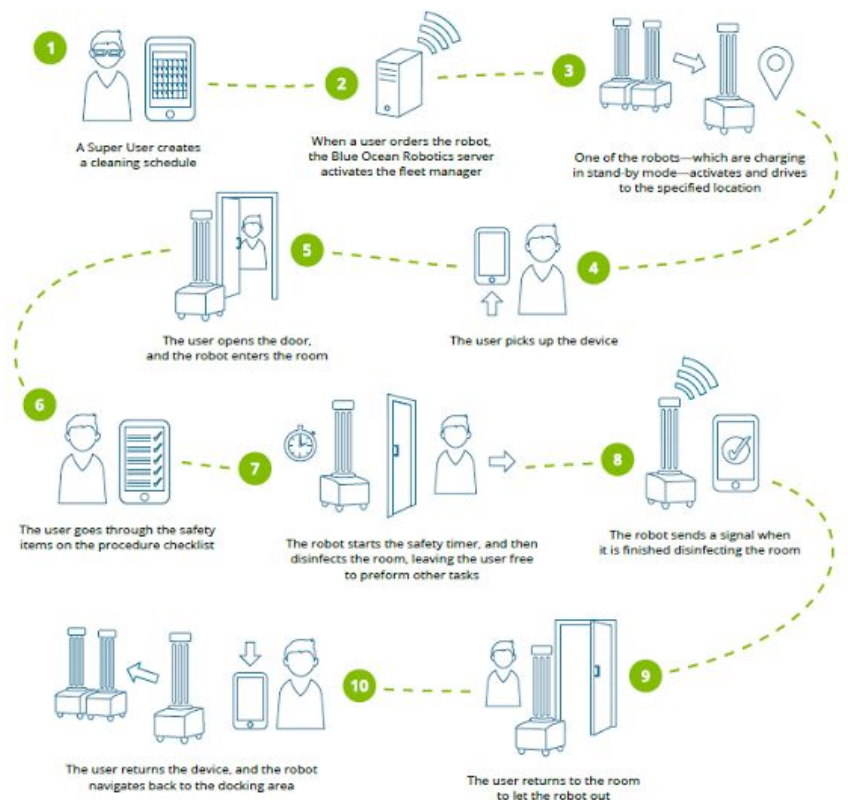 1
A Super User creates
a cleaning schedule
2
When a user orders the robot,
the Blue Ocean Robotics server
activates the fleet manager
3
One of the robots—which are charging
in stand-by mode—activates and drives
to the specified location
4
The user picks up the device
5
The user opens the door,
and the robot enters the room
6
The user goes through the safety
items on the procedure checklist
7
The robot starts the safety timer, and then
disinfects the room, leaving the user free
to preform other tasks
8
The robot sends a signal when
it is finished disinfecting the room
9
The user returns to the room
to let the robot out
10
The user returns the device, and the robot
navigates back to the docking area